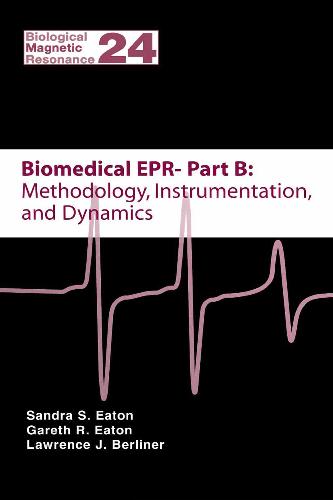 Biological
Magnetic
Resonance 24
Biomedical EPR- Part B:
Methodology, Instrumentation,
and Dynamics
Sandra S. Eaton
Gareth R. Eaton
Lawrence J. Berliner